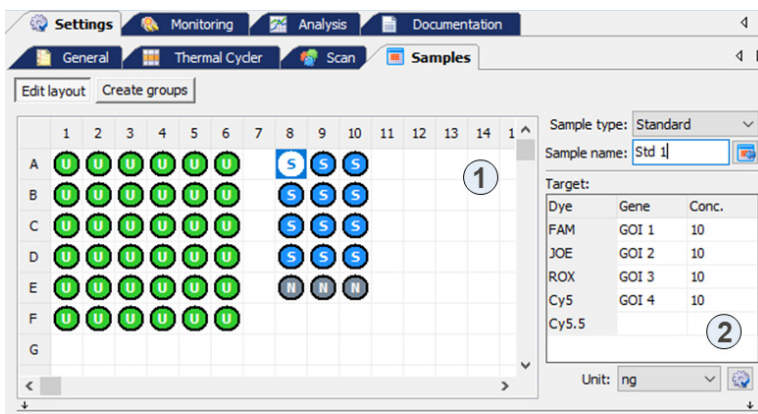 Settings Monitoring Analysis Documentation
General Thermal Cycler Scan Samples
Edit layout Create groups
1 2 3 4 5 6 7 8 9 10 11 12 13 14 1
A U U U U U U S S S
B U U U U U U S S S
C U U U U U U S S S
D U U U U U U S S S
E U U U U U U N N N
F U U U U U U
G
1
Sample type: Standard
Sample name: Std 1
Target:
Dye Gene Conc.
FAM GOI 1 10
JOE GOI 2 10
ROX GOI 3 10
Cy5 GOI 4 10
Cy5.5
2
Unit: ng